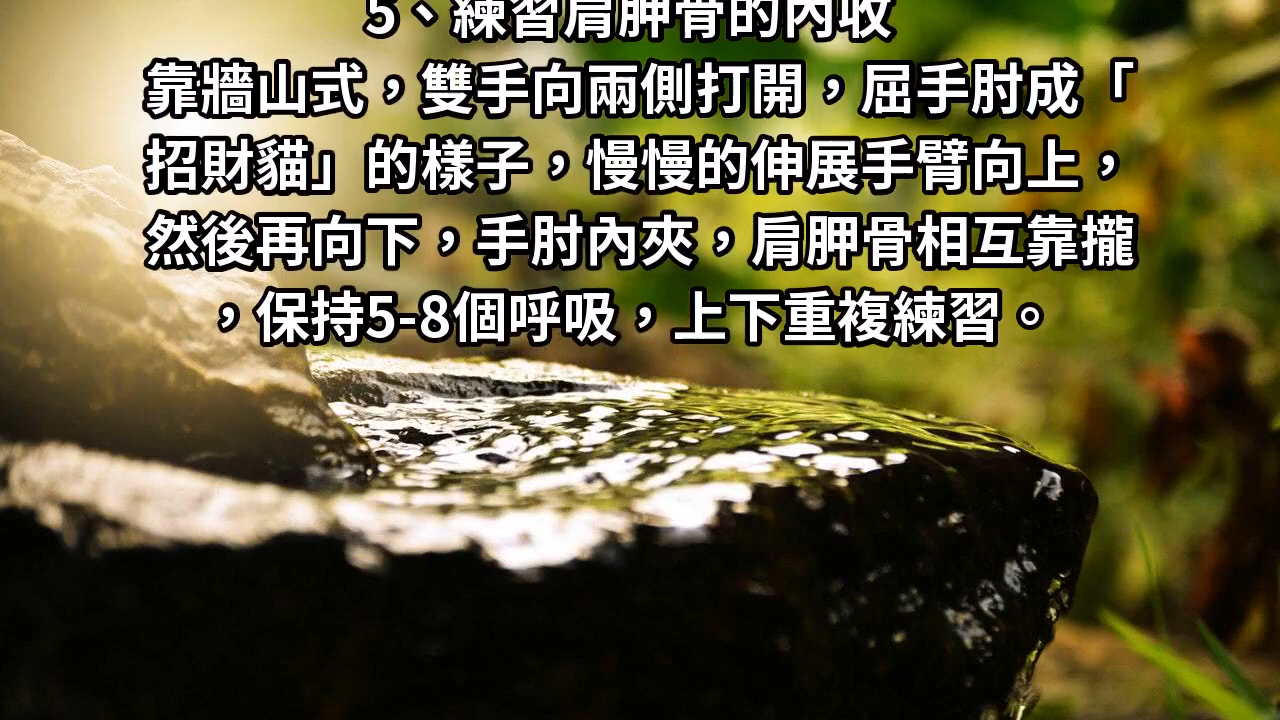 5、練習肩胛骨的內收
靠牆山式，雙手向兩側打開，屈手肘成「
招財貓」的樣子，慢慢的伸展手臂向上，
然後再向下，手肘內夾，肩胛骨相互靠攏
，保持5-8個呼吸，上下重複練習。